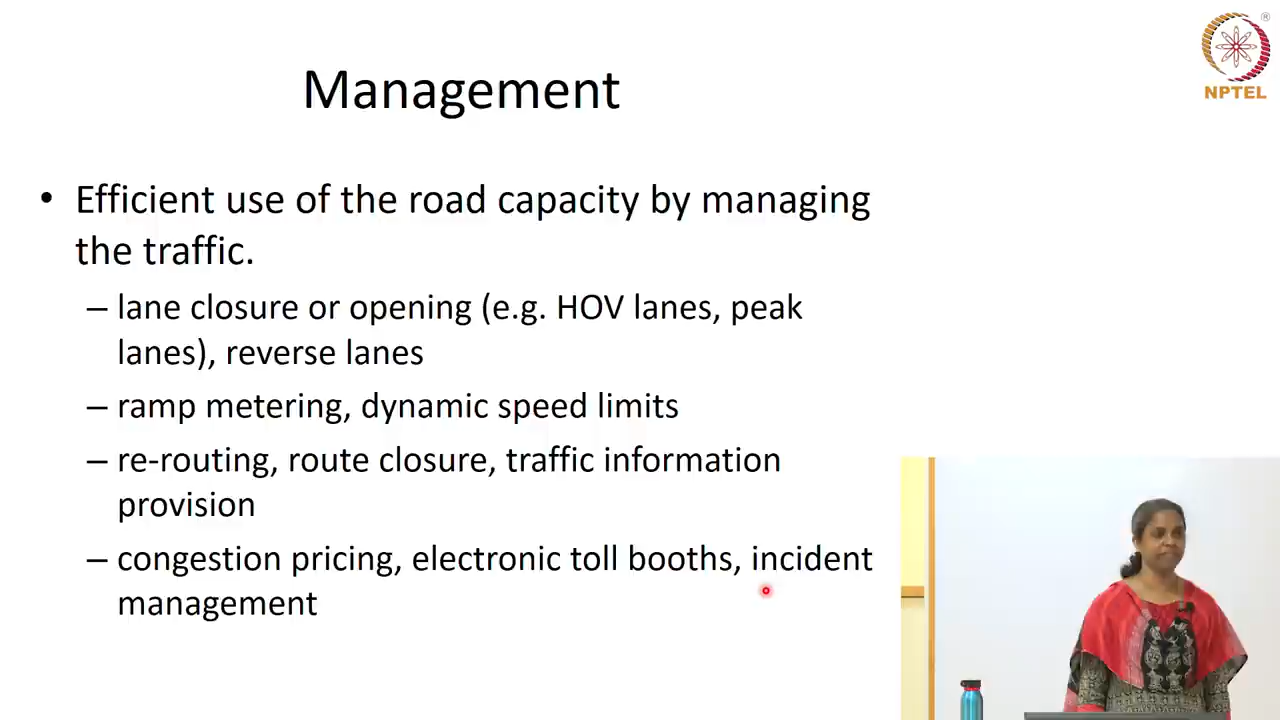 NPTEL
Management
• Efficient use of the road capacity by managing
the traffic.
– lane closure or opening (e.g. HOV lanes, peak
lanes), reverse lanes
– ramp metering, dynamic speed limits
– re-routing, route closure, traffic information
provision
– congestion pricing, electronic toll booths, incident
management